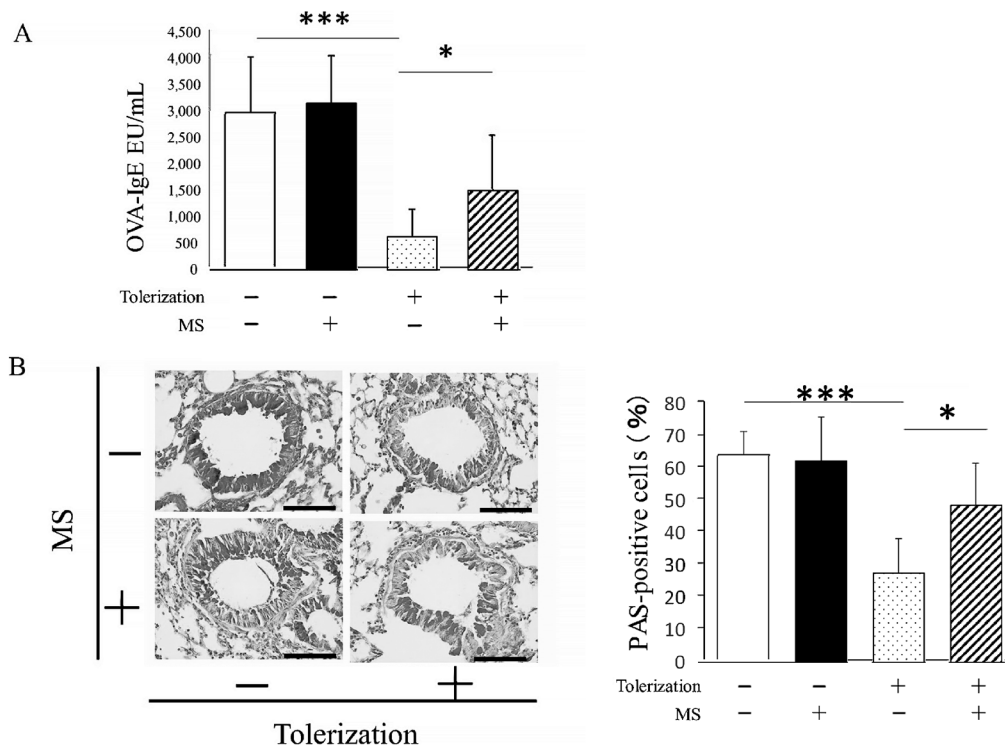 A
OVA-IgE EU/mL
4,500
4,000
3,500
3,000
2,500
2,000
1,500
1,000
500
0
***
*
Tolerization − − + +
MS − + − +
B
MS
−
+
− +
Tolerization
PAS-positive cells (%)
80
70
60
50
40
30
20
10
0
***
*
Tolerization − − + +
MS − + − +